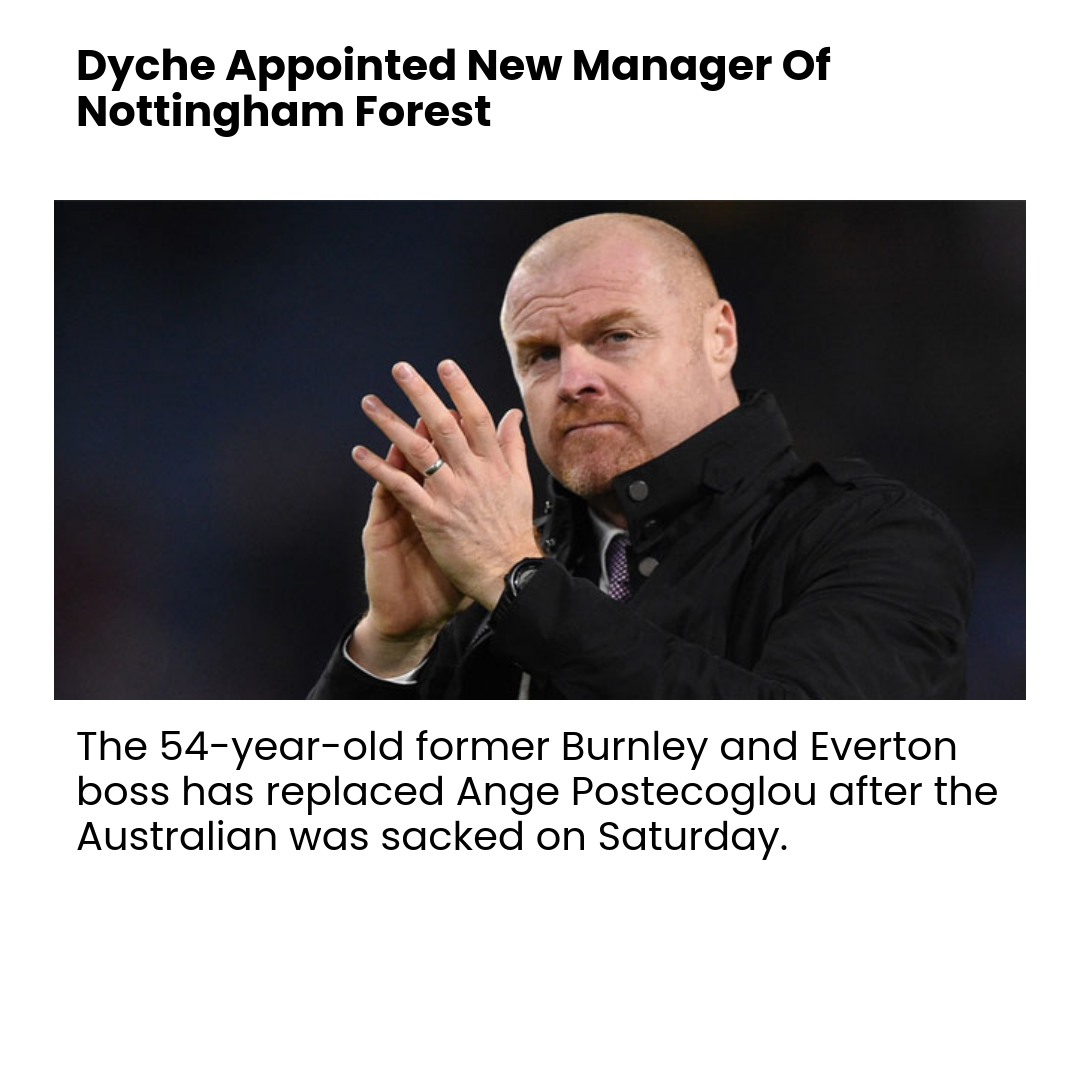 Dyche Appointed New Manager Of
Nottingham Forest
The 54-year-old former Burnley and Everton
boss has replaced Ange Postecoglou after the
Australian was sacked on Saturday.